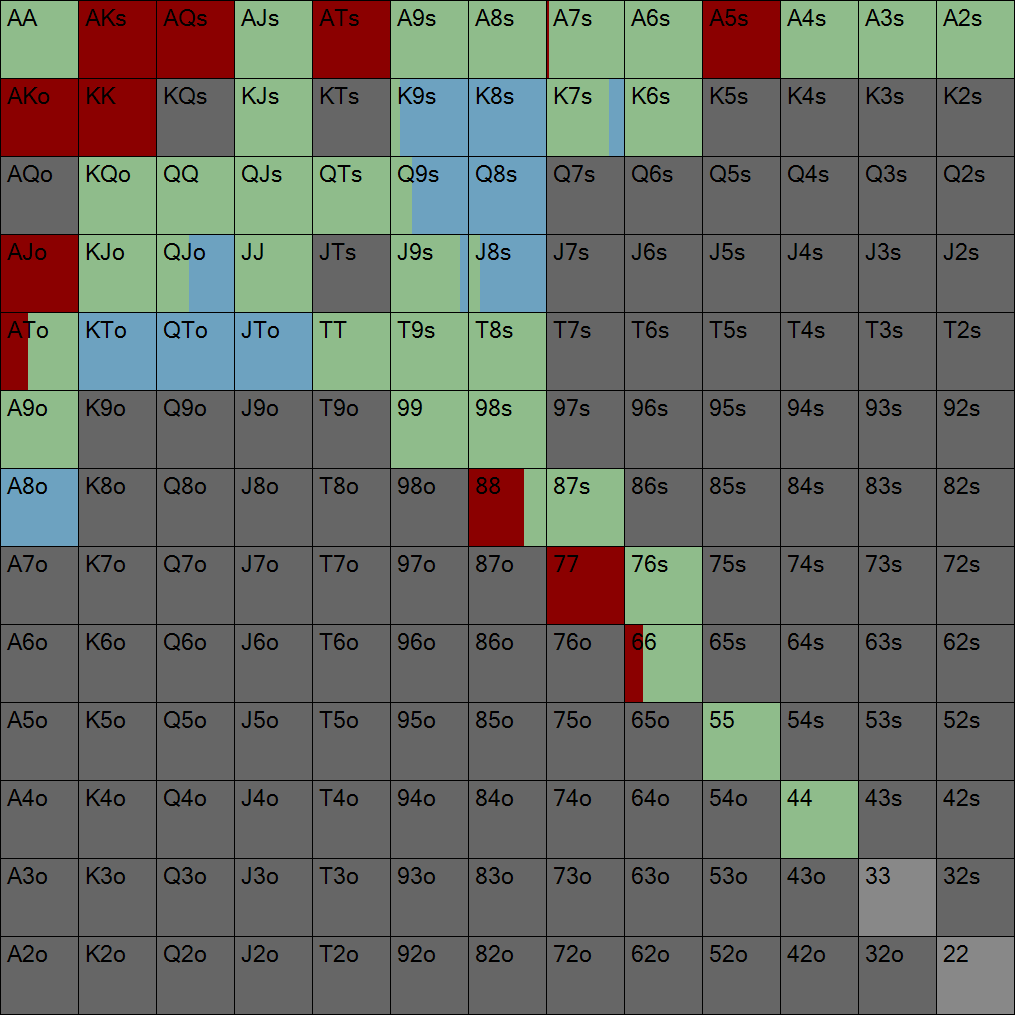 AA AKs AQs AJs ATs A9s A8s A7s A6s A5s A4s A3s A2s
AKo KK KQs KJs KTs K9s K8s K7s K6s K5s K4s K3s K2s
AQo KQo QQ QJs QTs Q9s Q8s Q7s Q6s Q5s Q4s Q3s Q2s
AJo KJo QJo JJ JTs J9s J8s J7s J6s J5s J4s J3s J2s
ATo KTo QTo JTo TT T9s T8s T7s T6s T5s T4s T3s T2s
A9o K9o Q9o J9o T9o 99 98s 97s 96s 95s 94s 93s 92s
A8o K8o Q8o J8o T8o 98o 88 87s 86s 85s 84s 83s 82s
A7o K7o Q7o J7o T7o 97o 87o 77 76s 75s 74s 73s 72s
A6o K6o Q6o J6o T6o 96o 86o 76o 66 65s 64s 63s 62s
A5o K5o Q5o J5o T5o 95o 85o 75o 65o 55 54s 53s 52s
A4o K4o Q4o J4o T4o 94o 84o 74o 64o 54o 44 43s 42s
A3o K3o Q3o J3o T3o 93o 83o 73o 63o 53o 43o 33 32s
A2o K2o Q2o J2o T2o 92o 82o 72o 62o 52o 42o 32o 22